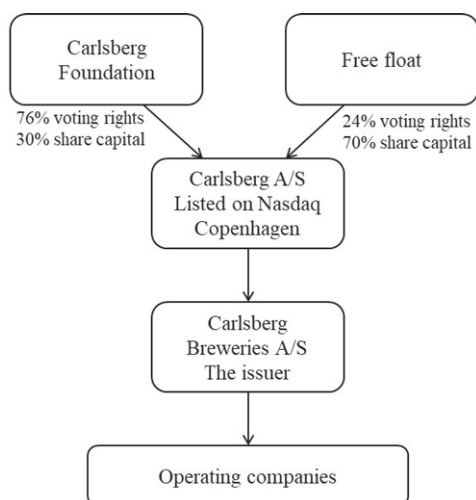 Carlsberg
Foundation
Free float
76% voting rights
30% share capital
24% voting rights
70% share capital
Carlsberg A/S
Listed on Nasdaq
Copenhagen
Carlsberg
Breweries A/S
The issuer
Operating companies